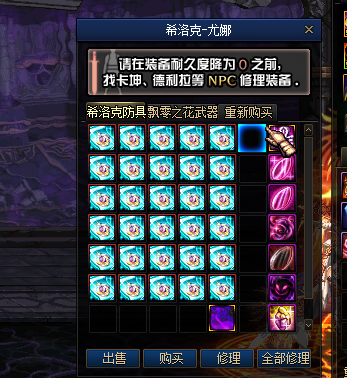 希洛克-尤娜
请在装备耐久度降为 0 之前，
找卡坤、德利拉等 NPC 修理装备 .
希洛克防具 飘零之花武器 重新购买
出售 购买 修理 全部修理